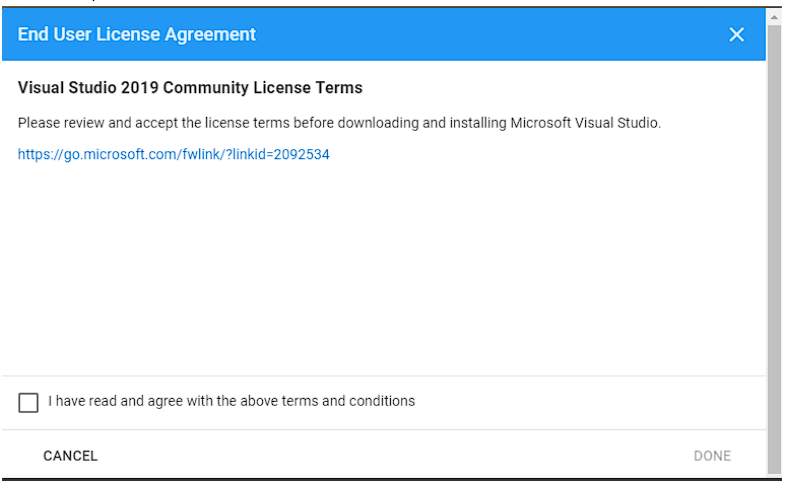 End User License Agreement
Visual Studio 2019 Community License Terms
Please review and accept the license terms before downloading and installing Microsoft Visual Studio.
https://go.microsoft.com/fwlink/?linkid=2092534
I have read and agree with the above terms and conditions
CANCEL
DONE